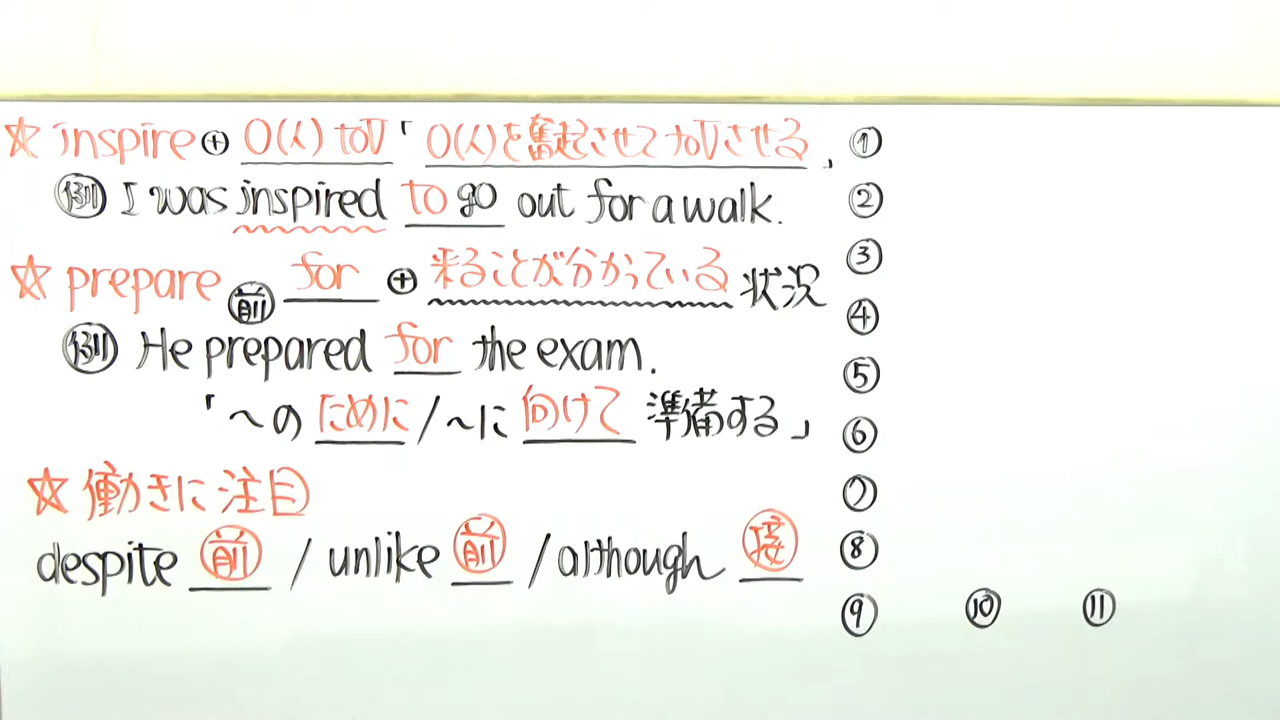 ☆ inspire ⊕ O(人) toV 「O(人)を奮起させてtoVさせる」
例 I was inspired to go out for a walk.
☆ prepare 前 for ⊕ 来ることが分かっている 状況
例 He prepared for the exam.
「～のために/～に向けて 準備する」
☆ 働きに注目
despite 前 / unlike 前 / although 接
①
②
③
④
⑤
⑥
⑦
⑧
⑨ ⑩ ⑪